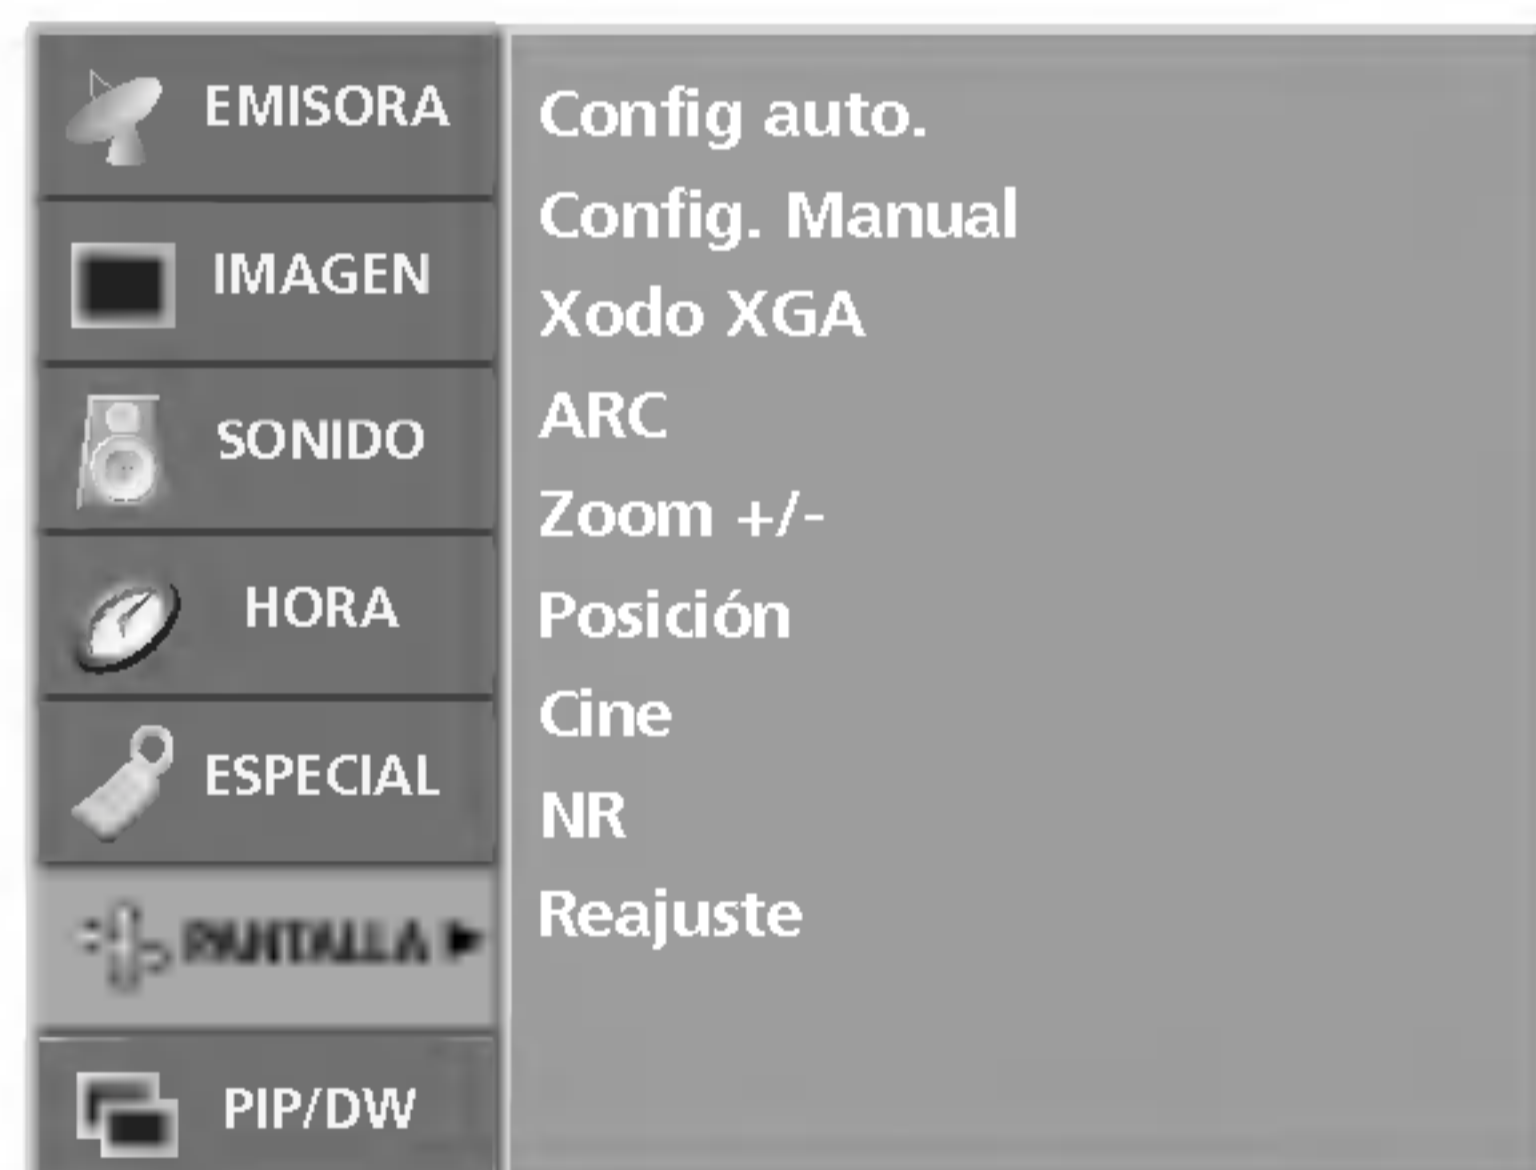 EMISORA
IMAGEN
SONIDO
HORA
ESPECIAL
PANTALLA ►
PIP/DW
Config auto.
Config. Manual
Xodo XGA
ARC
Zoom +/-
Posición
Cine
NR
Reajuste